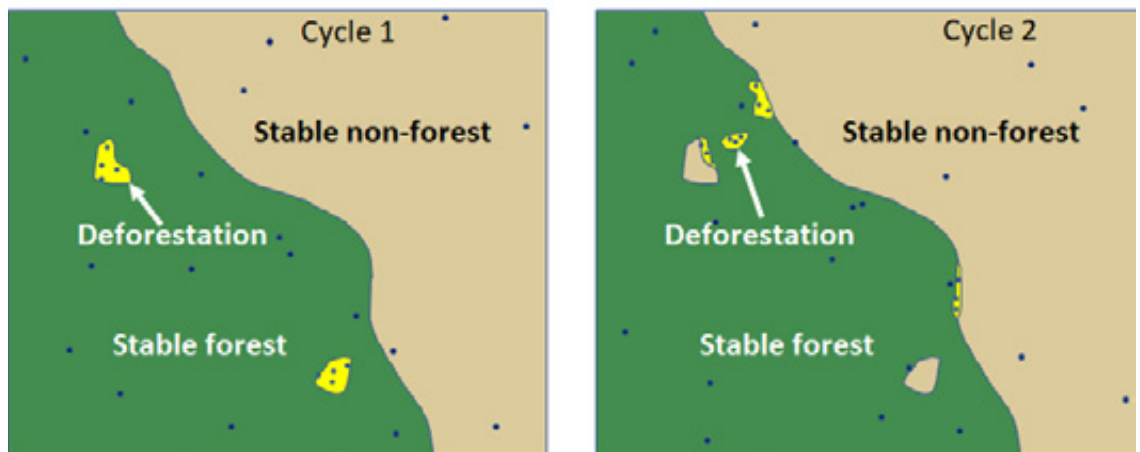 Cycle 1
Stable non-forest
Deforestation
Stable forest
Cycle 2
Stable non-forest
Deforestation
Stable forest